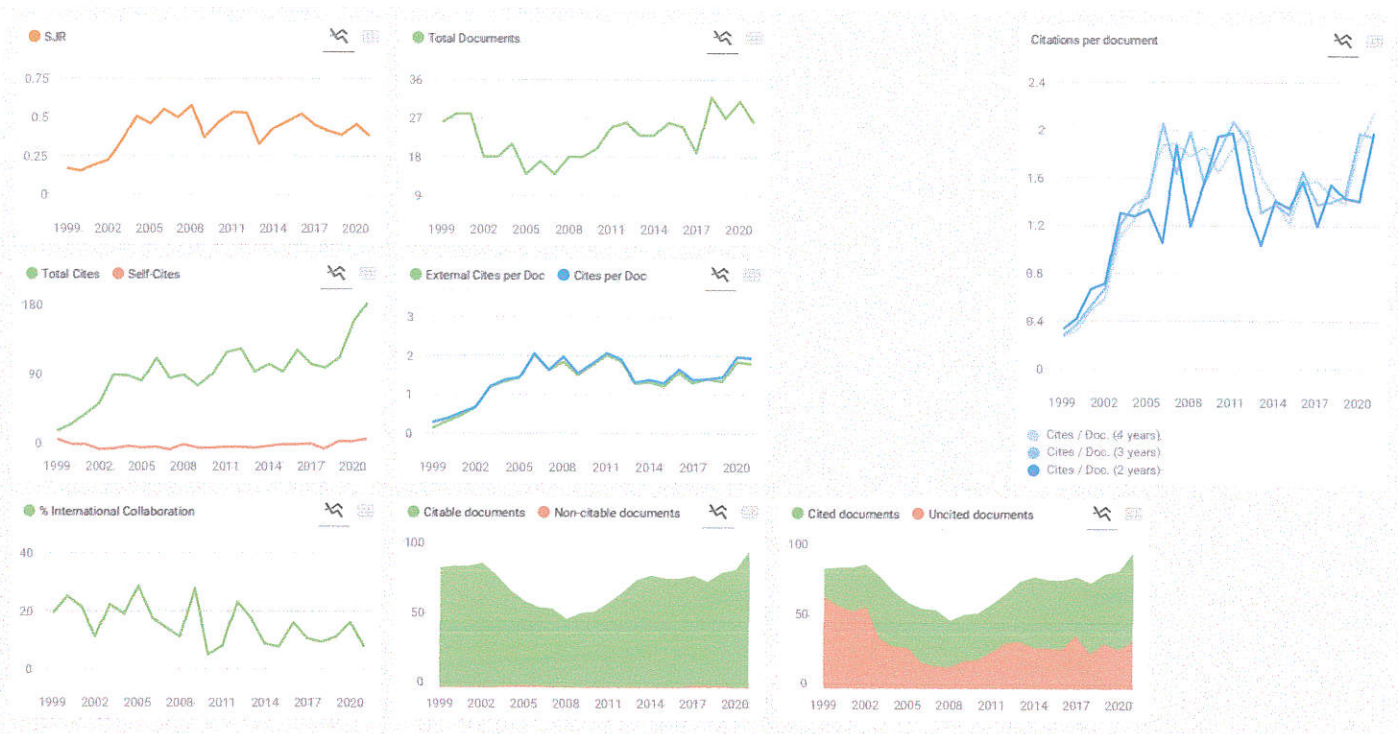 SJR
0.75
0.5
0.25
0
1999 2002 2005 2008 2011 2014 2017 2020
Total Documents
36
27
18
9
1999 2002 2005 2008 2011 2014 2017 2020
Citations per document
2.4
2
1.6
1.2
0.8
0.4
0
1999 2002 2005 2008 2011 2014 2017 2020
Cites / Doc. (4 years)
Cites / Doc. (3 years)
Cites / Doc. (2 years)
Total Cites Self-Cites
180
90
0
1999 2002 2005 2008 2011 2014 2017 2020
External Cites per Doc Cites per Doc
3
2
1
0
1999 2002 2005 2008 2011 2014 2017 2020
% International Collaboration
40
20
0
1999 2002 2005 2008 2011 2014 2017 2020
Citable documents Non-citable documents
100
50
0
1999 2002 2005 2008 2011 2014 2017 2020
Cited documents Uncited documents
100
50
0
1999 2002 2005 2008 2011 2014 2017 2020